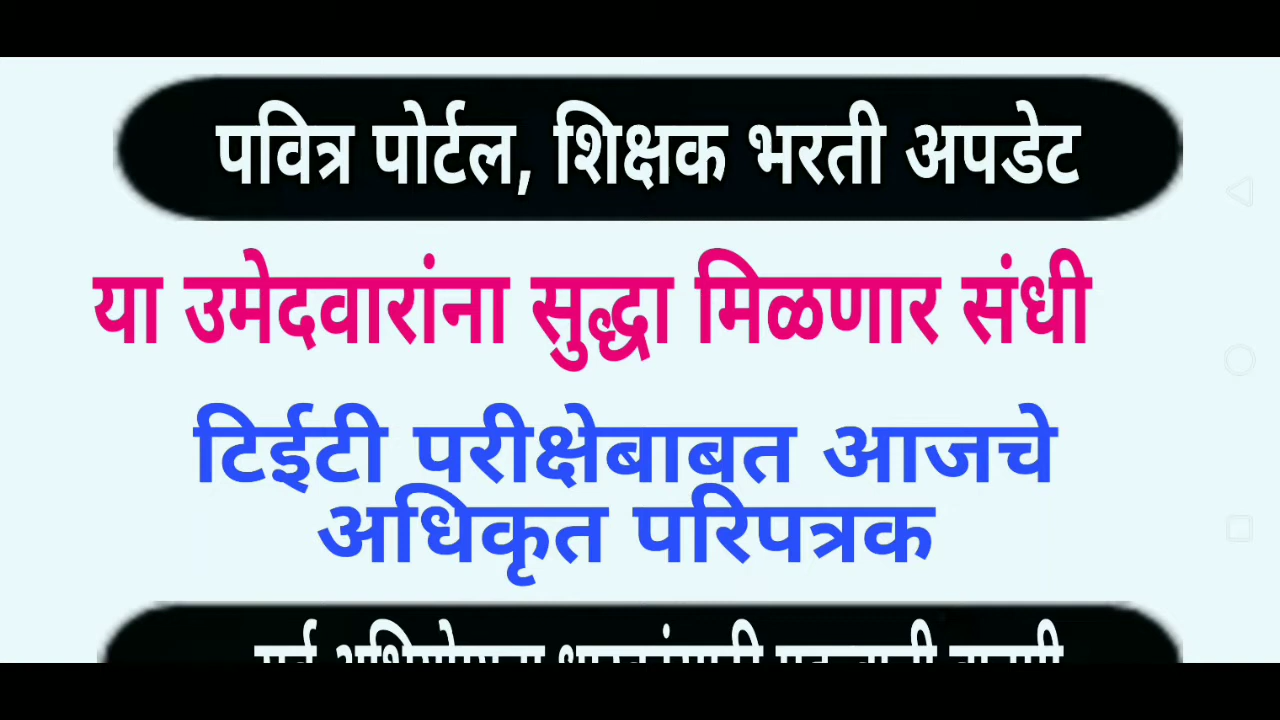 पवित्र पोर्टल, शिक्षक भरती अपडेट
या उमेदवारांना सुद्धा मिळणार संधी
टिईटी परीक्षेबाबत आजचे
अधिकृत परिपत्रक